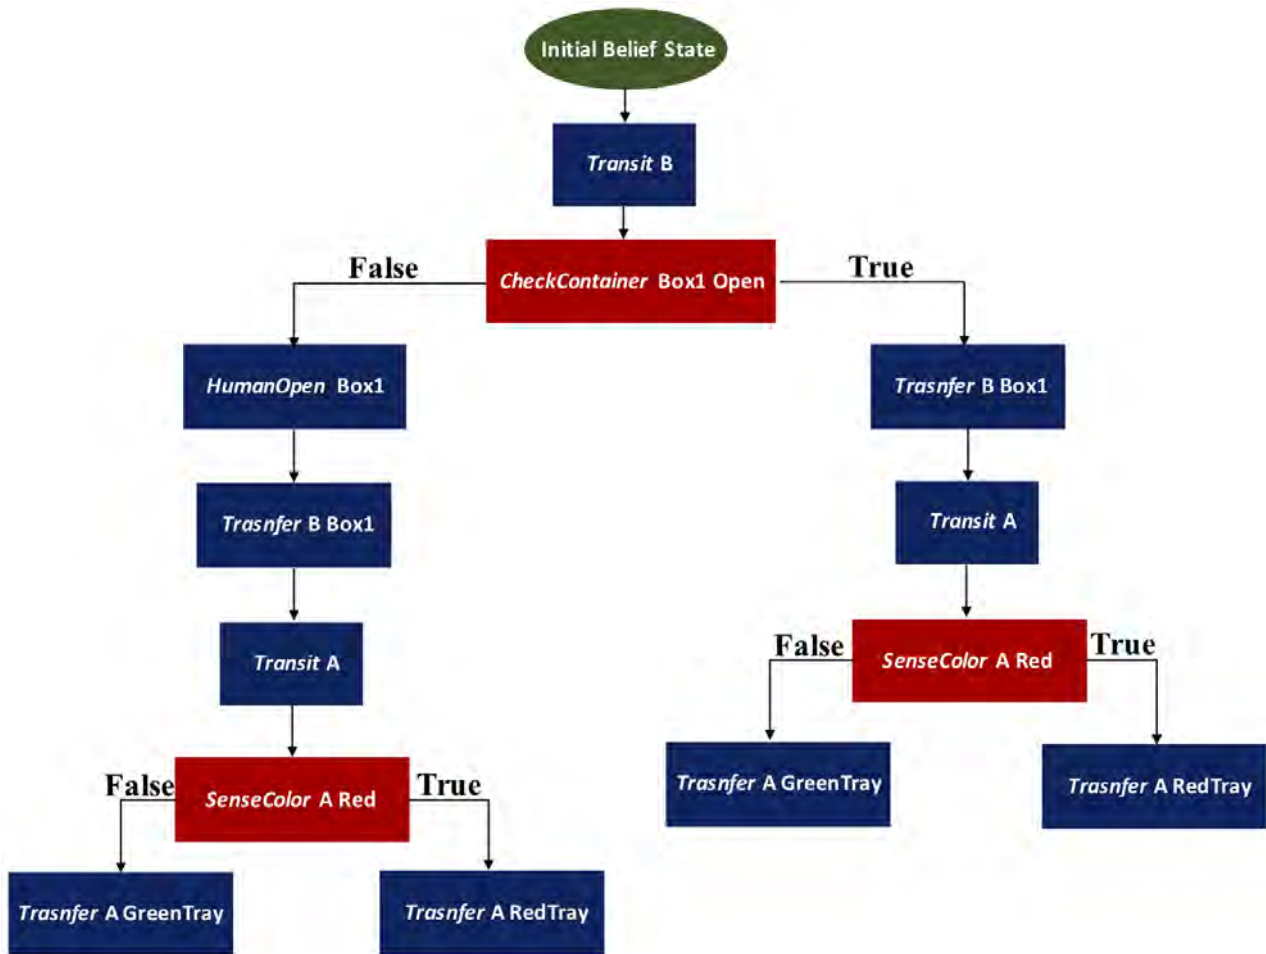 Initial Belief State
Transit B
False
True
CheckContainer Box1 Open
HumanOpen Box1
Trasnfer B Box1
Trasnfer B Box1
Transit A
Transit A
False
SenseColor A Red
True
False
SenseColor A Red
True
Trasnfer A GreenTray
Trasnfer A RedTray
Trasnfer A GreenTray
Trasnfer A RedTray